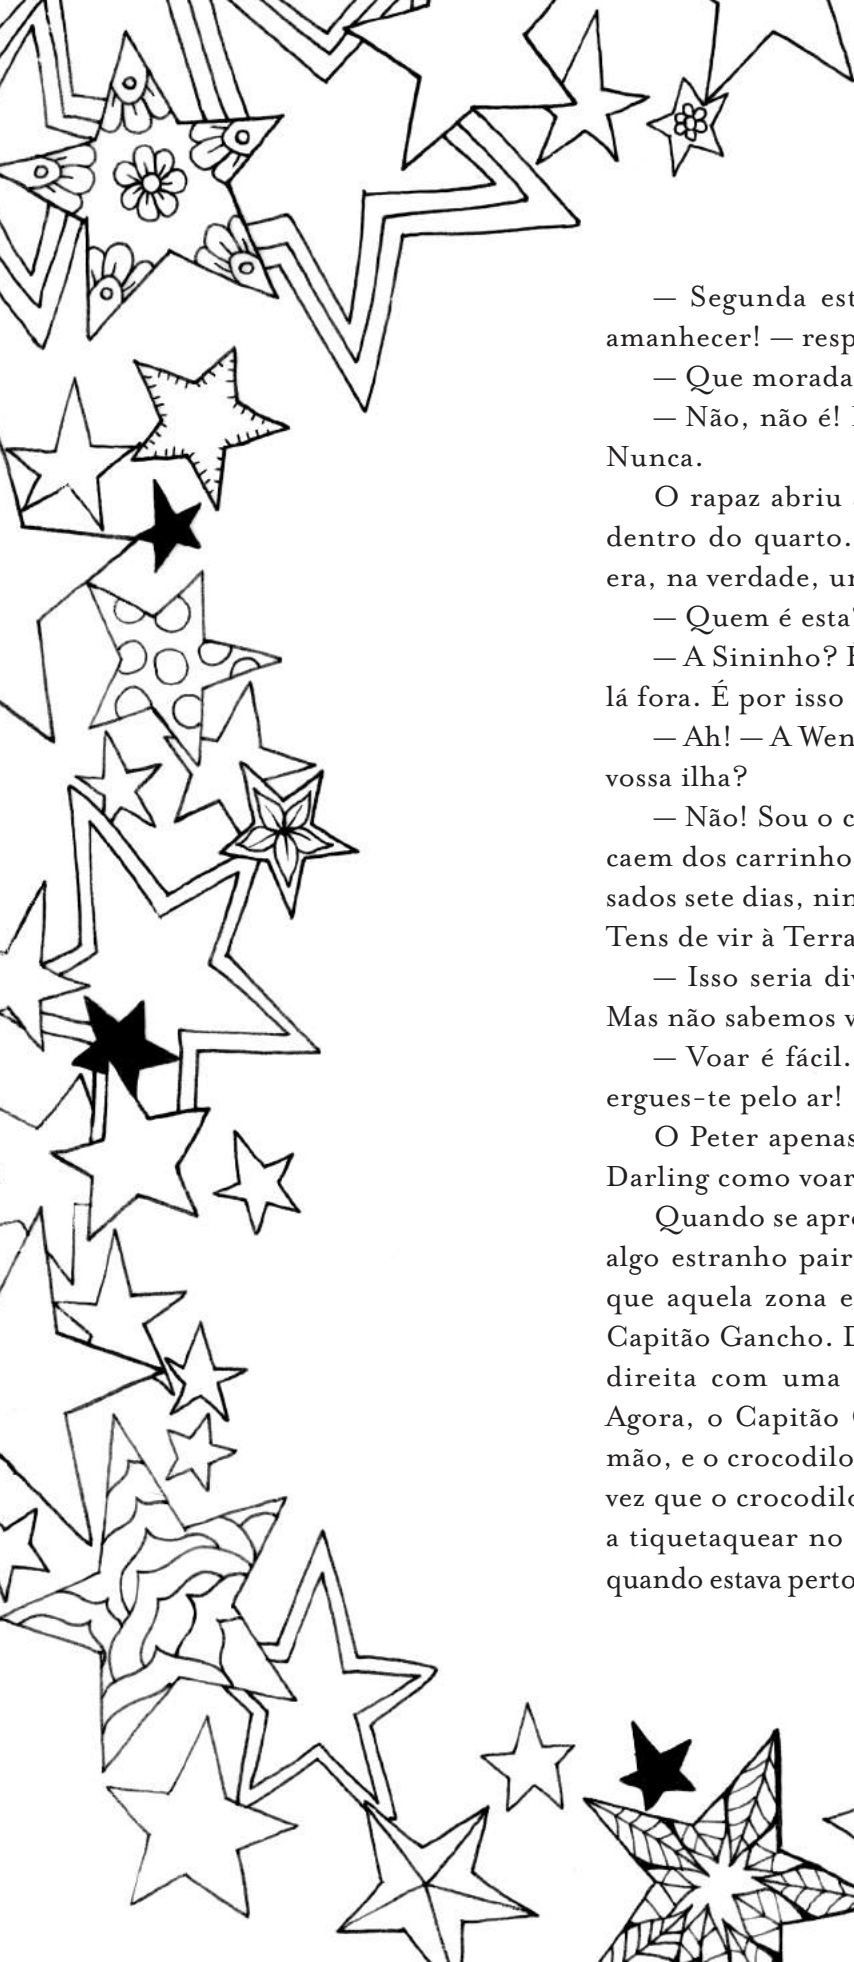 — Segunda est
amanhecer! — resp
— Que morada
— Não, não é!
Nunca.
O rapaz abriu
dentro do quarto.
era, na verdade, u
— Quem é esta?
— A Sininho? É
lá fora. É por isso
— Ah! — A Wen
vossa ilha?
— Não! Sou o c
caem dos carrinho
sados sete dias, nin
Tens de vir à Terra
— Isso seria div
Mas não sabemos v
— Voar é fácil.
ergues-te pelo ar!
O Peter apenas
Darling como voar
Quando se apro
algo estranho pair
que aquela zona e
Capitão Gancho. D
direita com uma
Agora, o Capitão
mão, e o crocodilo
vez que o crocodilo
a tiquetaquear no
quando estava perto